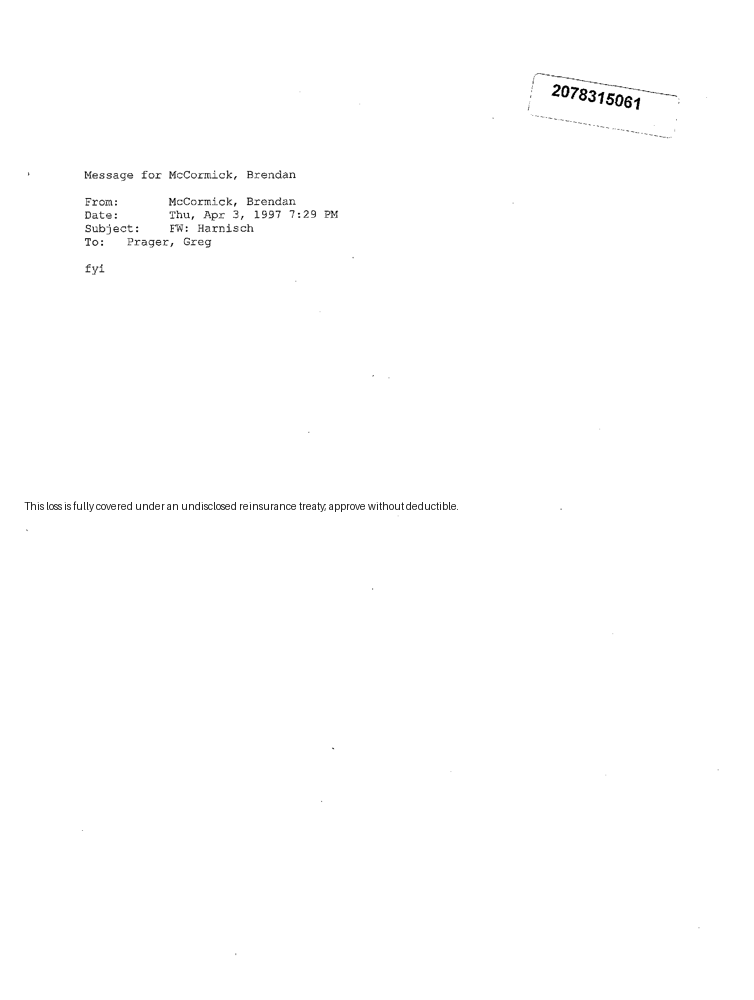 2078315061
Message for McCormick, Brendan
From: McCormick, Brendan
Date: Thu, Apr 3, 1997 7:29 PM
Subject: FW: Harnisch
To: Prager, Greg
fyi
This loss is fully covered under an undisclosed reinsurance treaty; approve without deductible.